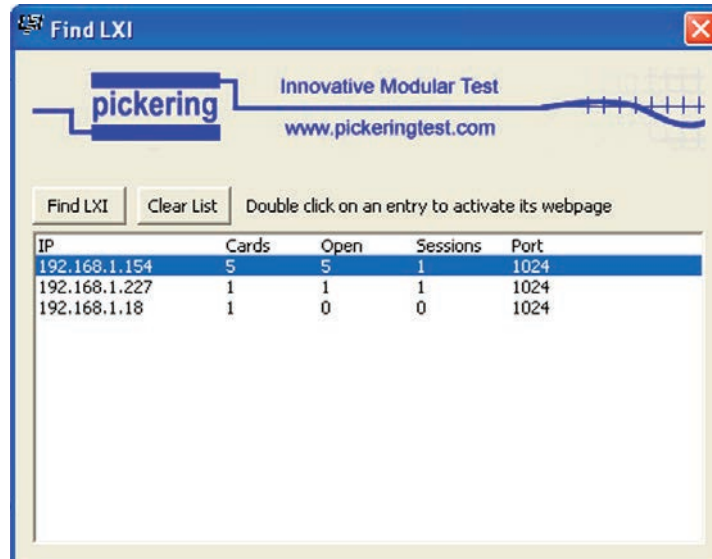 Find LXI
pickering
Innovative Modular Test
www.pickeringtest.com
Find LXI Clear List Double click on an entry to activate its webpage
IP Cards Open Sessions Port
192.168.1.154 5 5 1 1024
192.168.1.227 1 1 1 1024
192.168.1.18 1 0 0 1024